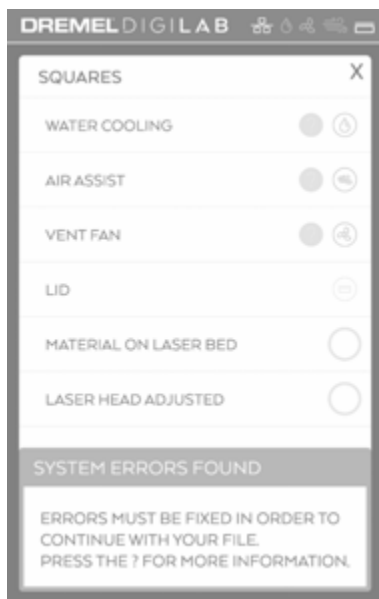 DREMEL DIGILAB
SQUARES X
WATER COOLING
AIR ASSIST
VENT FAN
LID
MATERIAL ON LASER BED
LASER HEAD ADJUSTED
SYSTEM ERRORS FOUND
ERRORS MUST BE FIXED IN ORDER TO
CONTINUE WITH YOUR FILE.
PRESS THE ? FOR MORE INFORMATION.